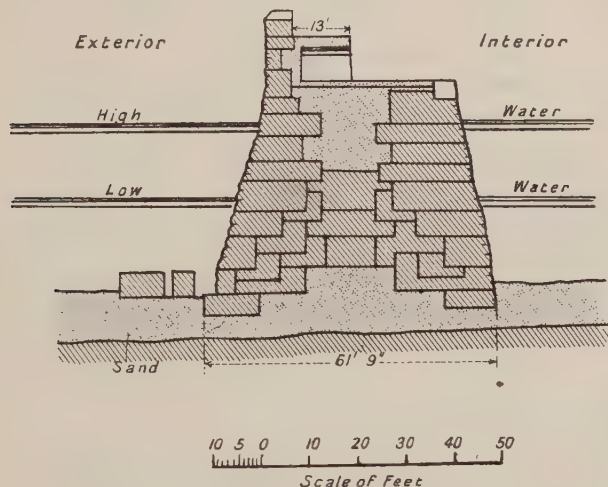 13'
Exterior
Interior
High
Water
Low
Water
Sand
61' 9"
10 5 0 10 20 30 40 50
Scale of Feet